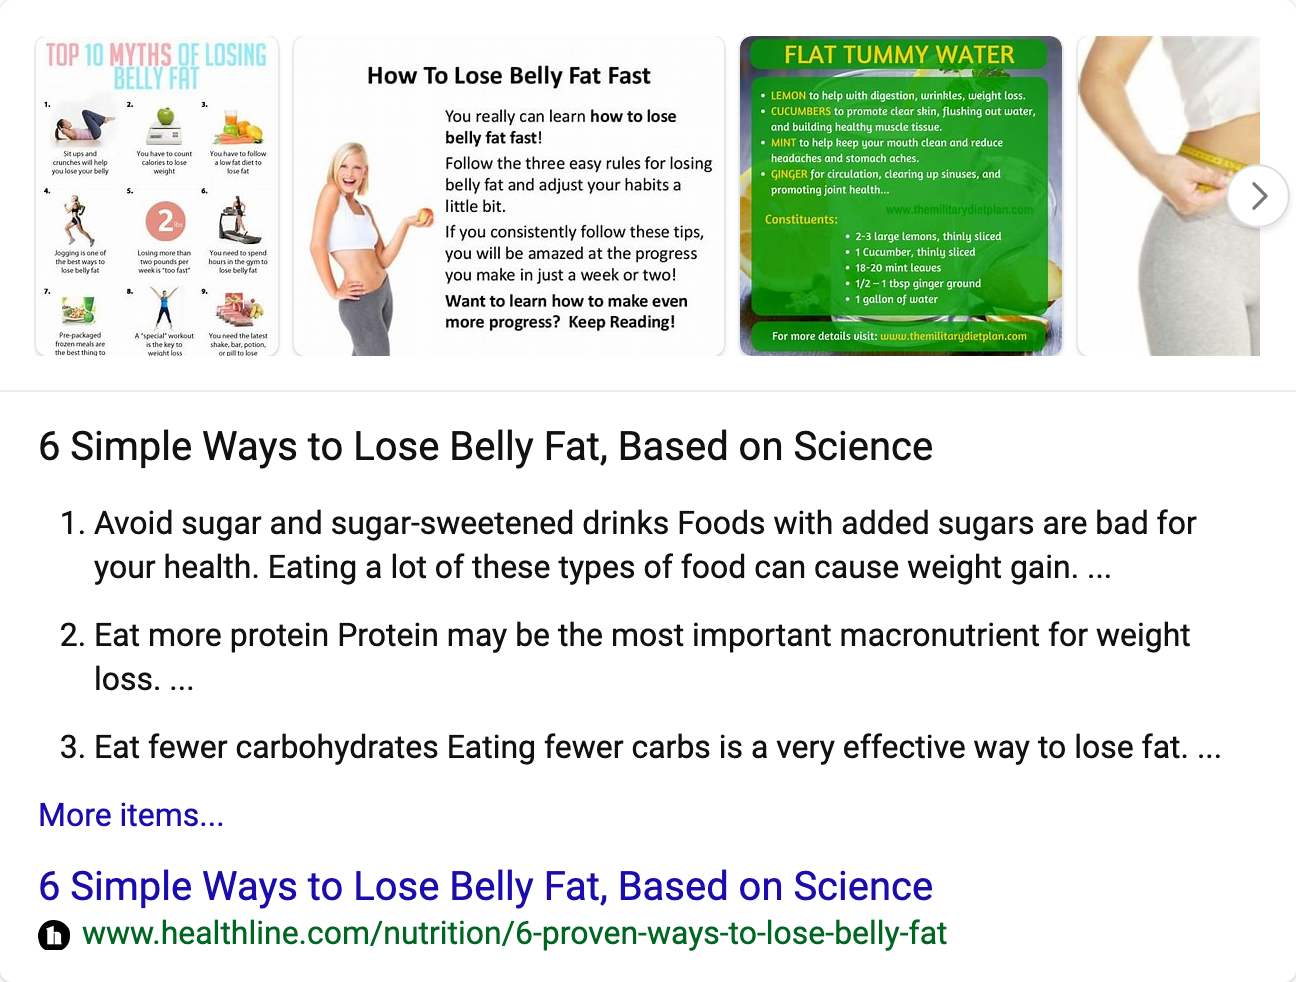 TOP 10 MYTHS OF LOSING
BELLY FAT
1.
2.
3.
Sit ups and
crunches will help
you lose your belly
You have to count
calories to lose
weight
You have to follow
a low fat diet to
lose fat
4.
5.
6.
2 lbs
Jogging is one of
the best ways to
lose belly fat
Losing more than
two pounds per
week is "too fast"
You need to spend
hours in the gym to
lose belly fat
7.
8.
9.
Pre-packaged
frozen meals are
the best thing to
A "special" workout
is the key to
weight loss
You need the latest
shake, bar, potion,
or pill to lose
How To Lose Belly Fat Fast
You really can learn how to lose
belly fat fast!
Follow the three easy rules for losing
belly fat and adjust your habits a
little bit.
If you consistently follow these tips,
you will be amazed at the progress
you make in just a week or two!
Want to learn how to make even
more progress? Keep Reading!
FLAT TUMMY WATER
• LEMON to help with digestion, wrinkles, weight loss.
• CUCUMBERS to promote clear skin, flushing out water,
and building healthy muscle tissue.
• MINT to help keep your mouth clean and reduce
headaches and stomach aches.
• GINGER for circulation, clearing up sinuses, and
promoting joint health...
www.themilitarydietplan.com
Constituents:
• 2-3 large lemons, thinly sliced
• 1 Cucumber, thinly sliced
• 18-20 mint leaves
• 1/2 – 1 tbsp ginger ground
• 1 gallon of water
For more details visit: www.themilitarydietplan.com
6 Simple Ways to Lose Belly Fat, Based on Science
1. Avoid sugar and sugar-sweetened drinks Foods with added sugars are bad for
your health. Eating a lot of these types of food can cause weight gain. ...
2. Eat more protein Protein may be the most important macronutrient for weight
loss. ...
3. Eat fewer carbohydrates Eating fewer carbs is a very effective way to lose fat. ...
More items...
6 Simple Ways to Lose Belly Fat, Based on Science
h www.healthline.com/nutrition/6-proven-ways-to-lose-belly-fat